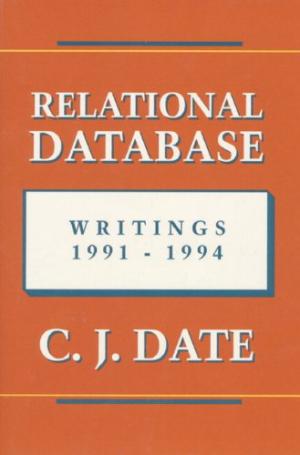 RELATIONAL
DATABASE
WRITINGS
1991 - 1994
C. J. DATE